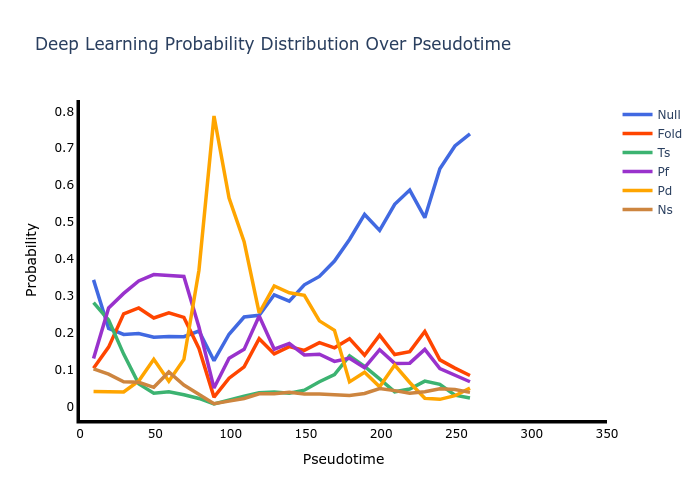 Deep Learning Probability Distribution Over Pseudotime
Null
Fold
Ts
Pf
Pd
Ns
Probability
0.8
0.7
0.6
0.5
0.4
0.3
0.2
0.1
0
0 50 100 150 200 250 300 350
Pseudotime